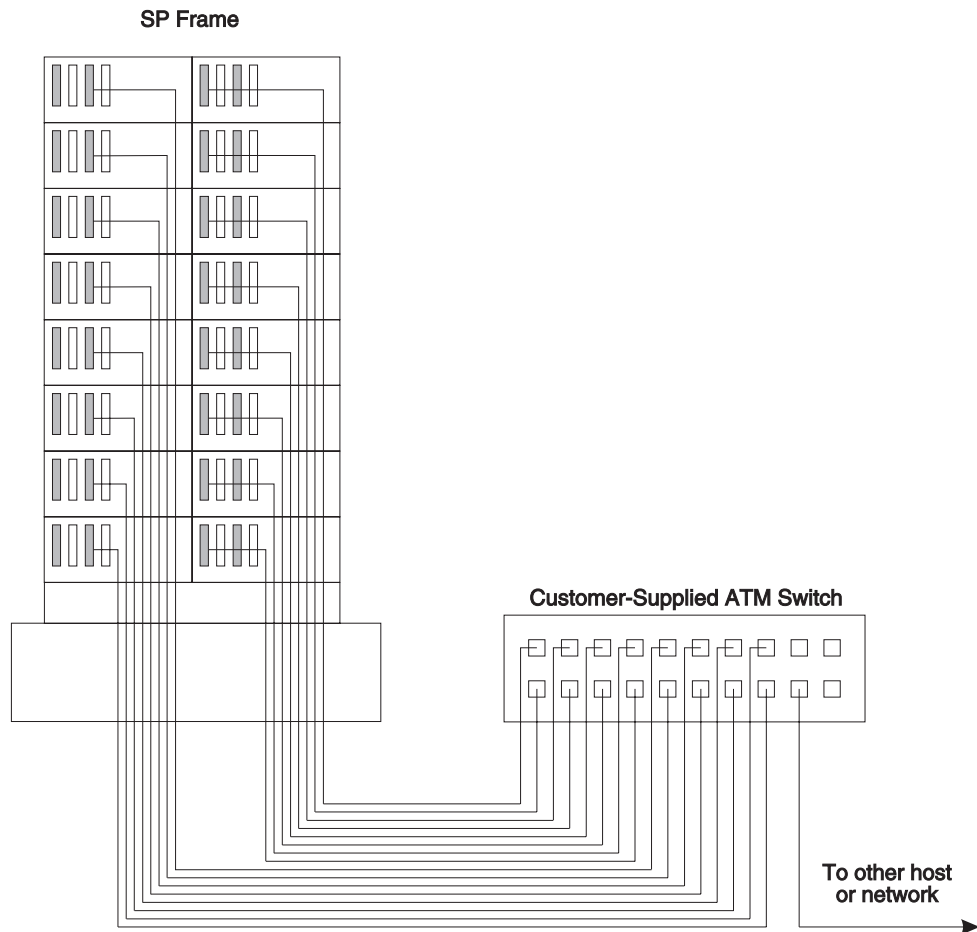 SP Frame
Customer-Supplied ATM Switch
To other host
or network